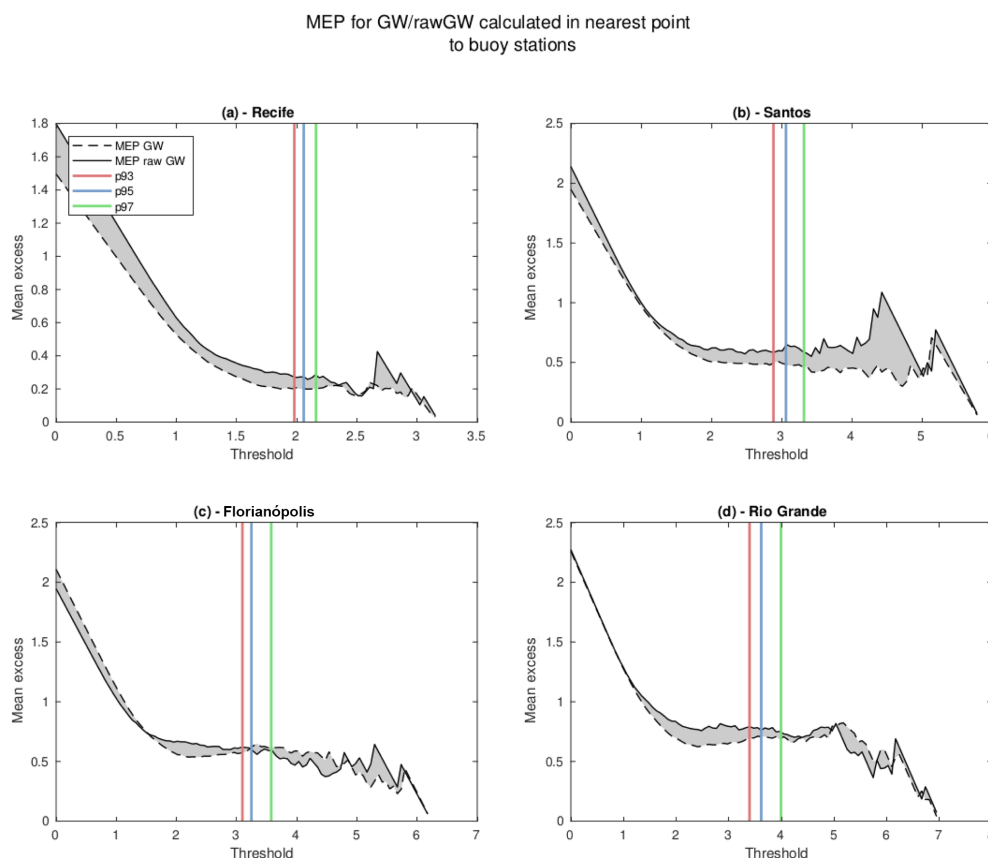 MEP for GW/rawGW calculated in nearest point
to buoy stations
(a) - Recife
1.8
1.6
1.4
1.2
1
0.8
0.6
0.4
0.2
0
Mean excess
MEP GW
MEP raw GW
p93
p95
p97
0 0.5 1 1.5 2 2.5 3 3.5
Threshold
(b) - Santos
2.5
2
1.5
1
0.5
0
Mean excess
0 1 2 3 4 5
Threshold
(c) - Florianópolis
2.5
2
1.5
1
0.5
0
Mean excess
0 1 2 3 4 5 6 7
Threshold
(d) - Rio Grande
2.5
2
1.5
1
0.5
0
Mean excess
0 1 2 3 4 5 6 7
Threshold